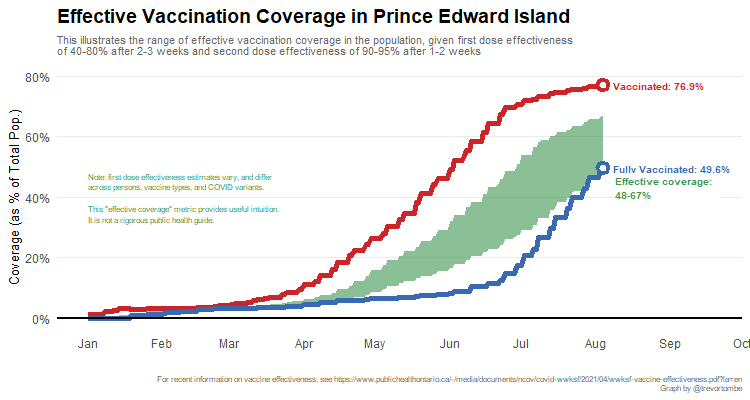 Effective Vaccination Coverage in Prince Edward Island
This illustrates the range of effective vaccination coverage in the population, given first dose effectiveness
of 40-80% after 2-3 weeks and second dose effectiveness of 90-95% after 1-2 weeks
Coverage (as % of Total Pop.)
80%
60%
40%
20%
0%
Vaccinated: 76.9%
Fully Vaccinated: 49.6%
Effective coverage:
48-67%
Note: first dose effectiveness estimates vary, and differ
across persons, vaccine types, and COVID variants.
This "effective coverage" metric provides useful intuition.
It is not a rigorous public health guide.
Jan Feb Mar Apr May Jun Jul Aug Sep Oct
For recent information on vaccine effectiveness, see https://www.publichealthontario.ca/-/media/documents/ncov/covid-wwksf/2021/04/wwksf-vaccine-effectiveness.pdf?la=en
Graph by @trevortombe